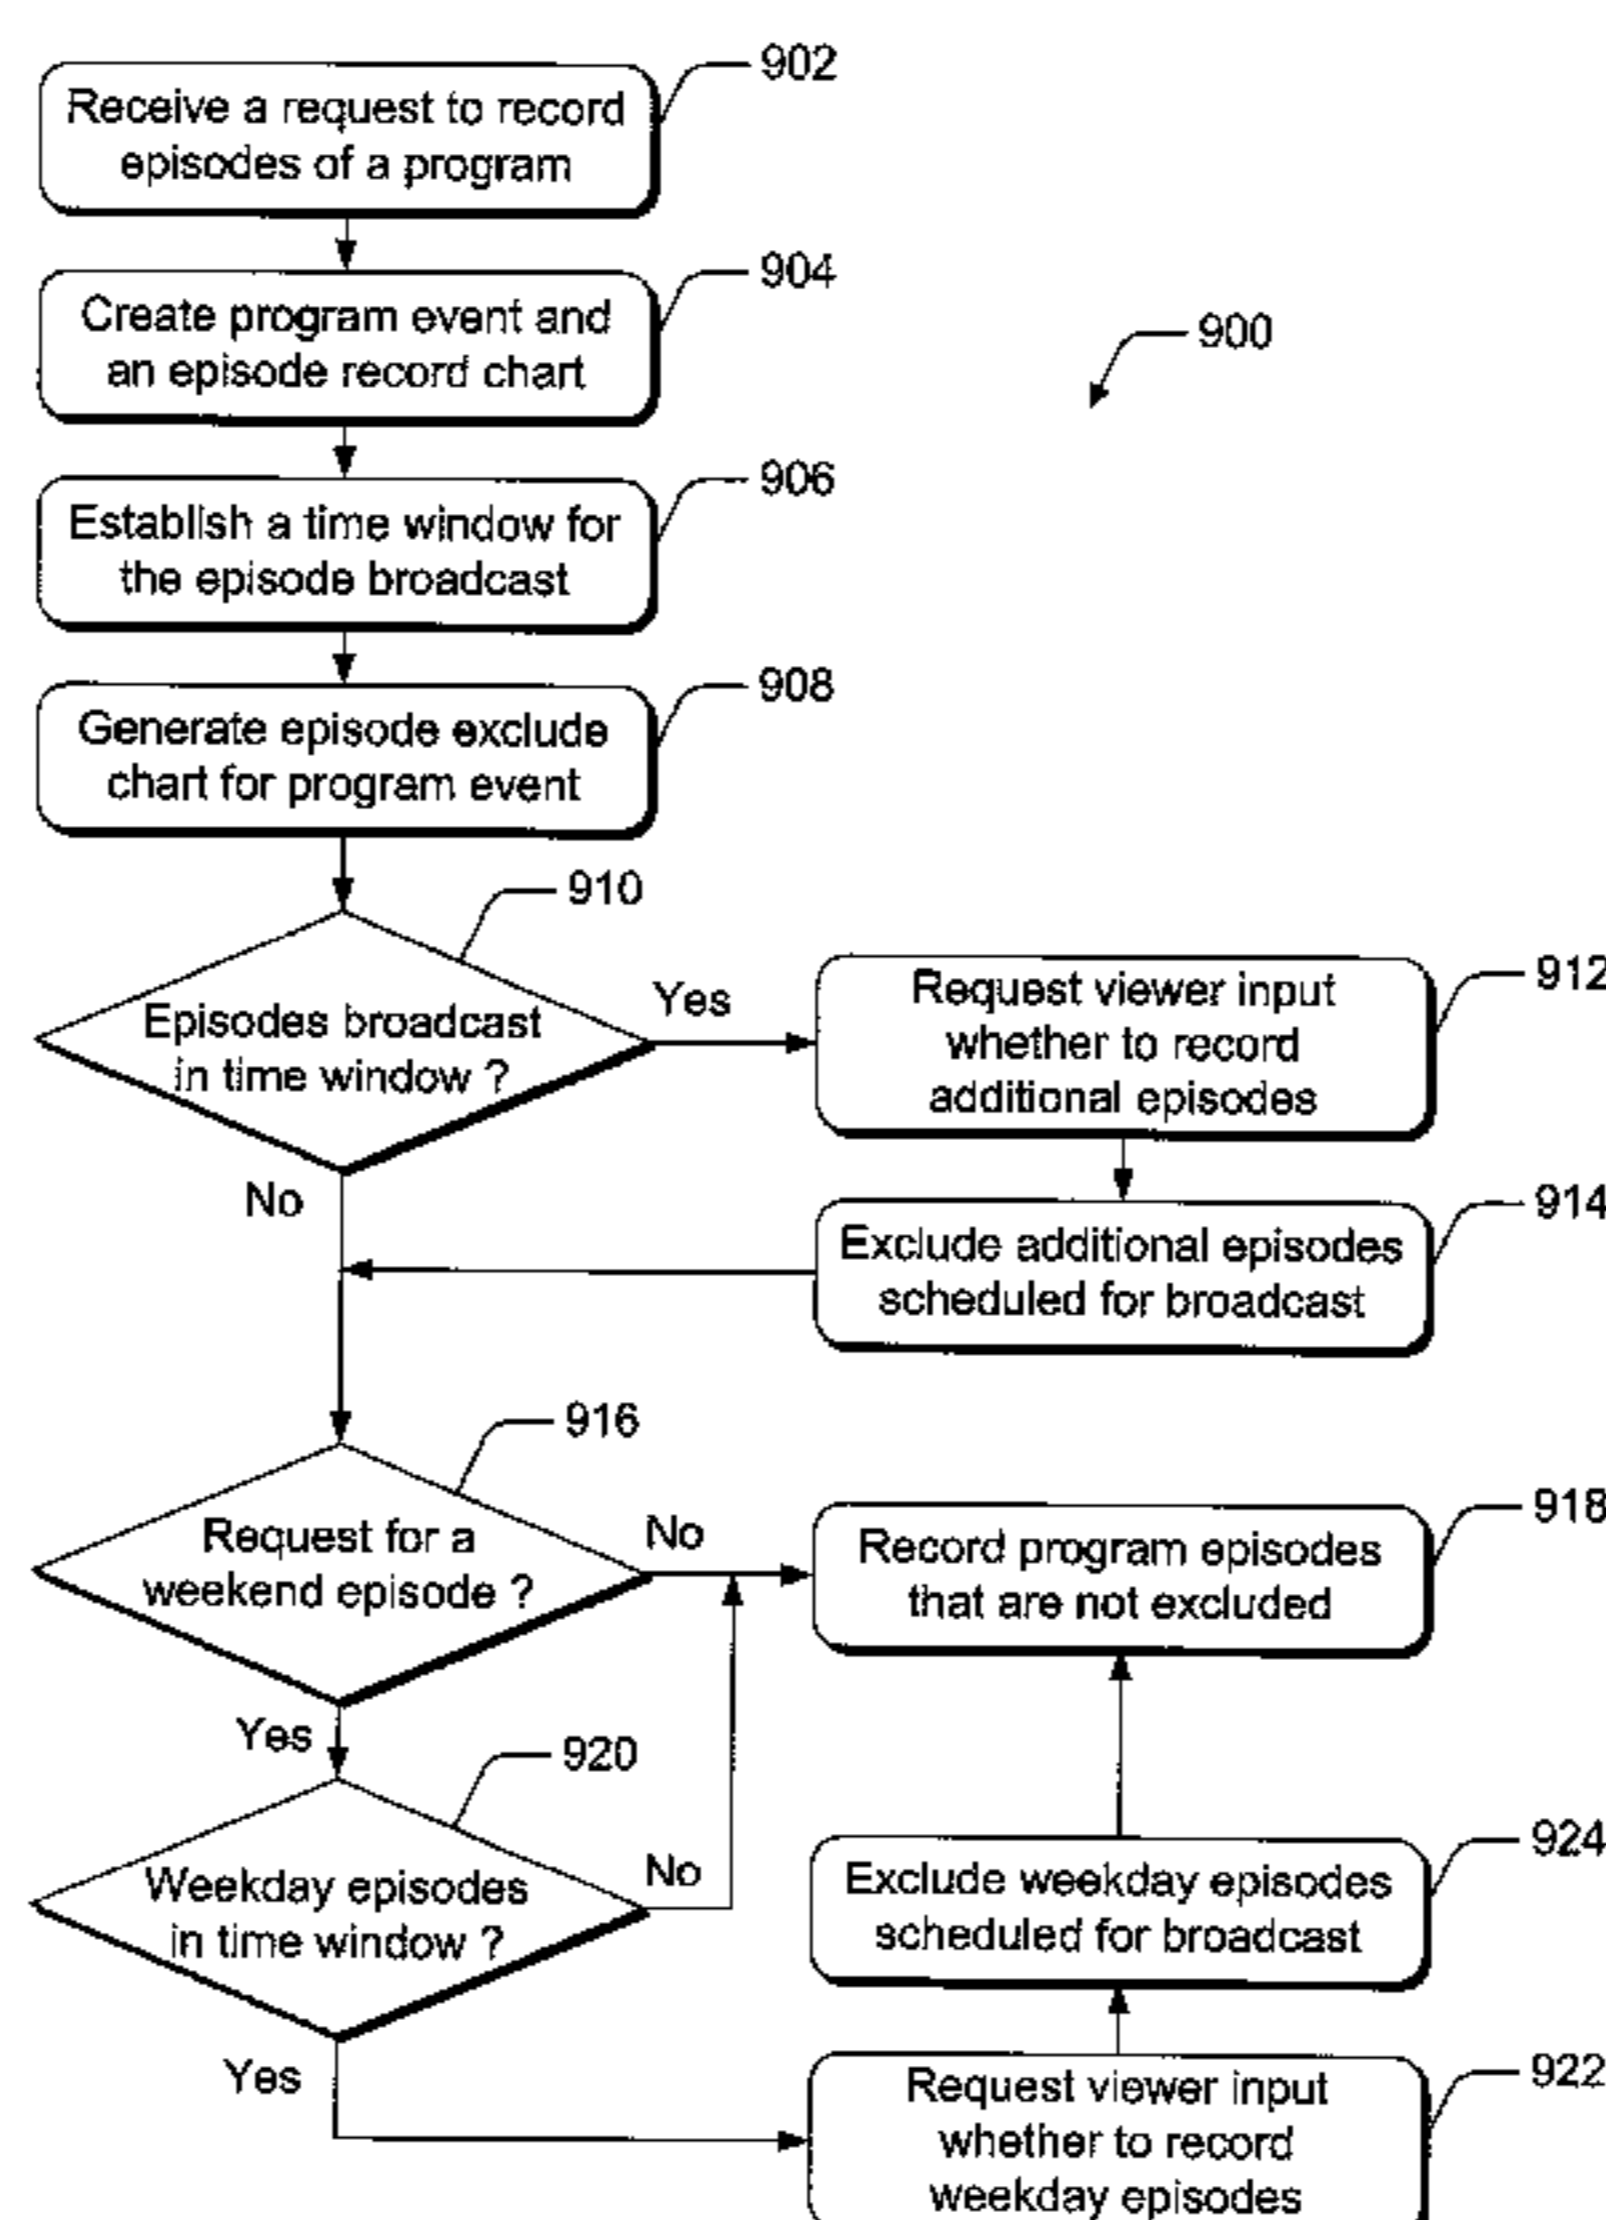 902
Receive a request to record
episodes of a program
904
Create program event and
an episode record chart
900
906
Establish a time window for
the episode broadcast
908
Generate episode exclude
chart for program event
910
Episodes broadcast
in time window ?
Yes
No
912
Request viewer input
whether to record
additional episodes
914
Exclude additional episodes
scheduled for broadcast
916
Request for a
weekend episode ?
No
Yes
918
Record program episodes
that are not excluded
920
Weekday episodes
in time window ?
No
Yes
924
Exclude weekday episodes
scheduled for broadcast
922
Request viewer input
whether to record
weekday episodes